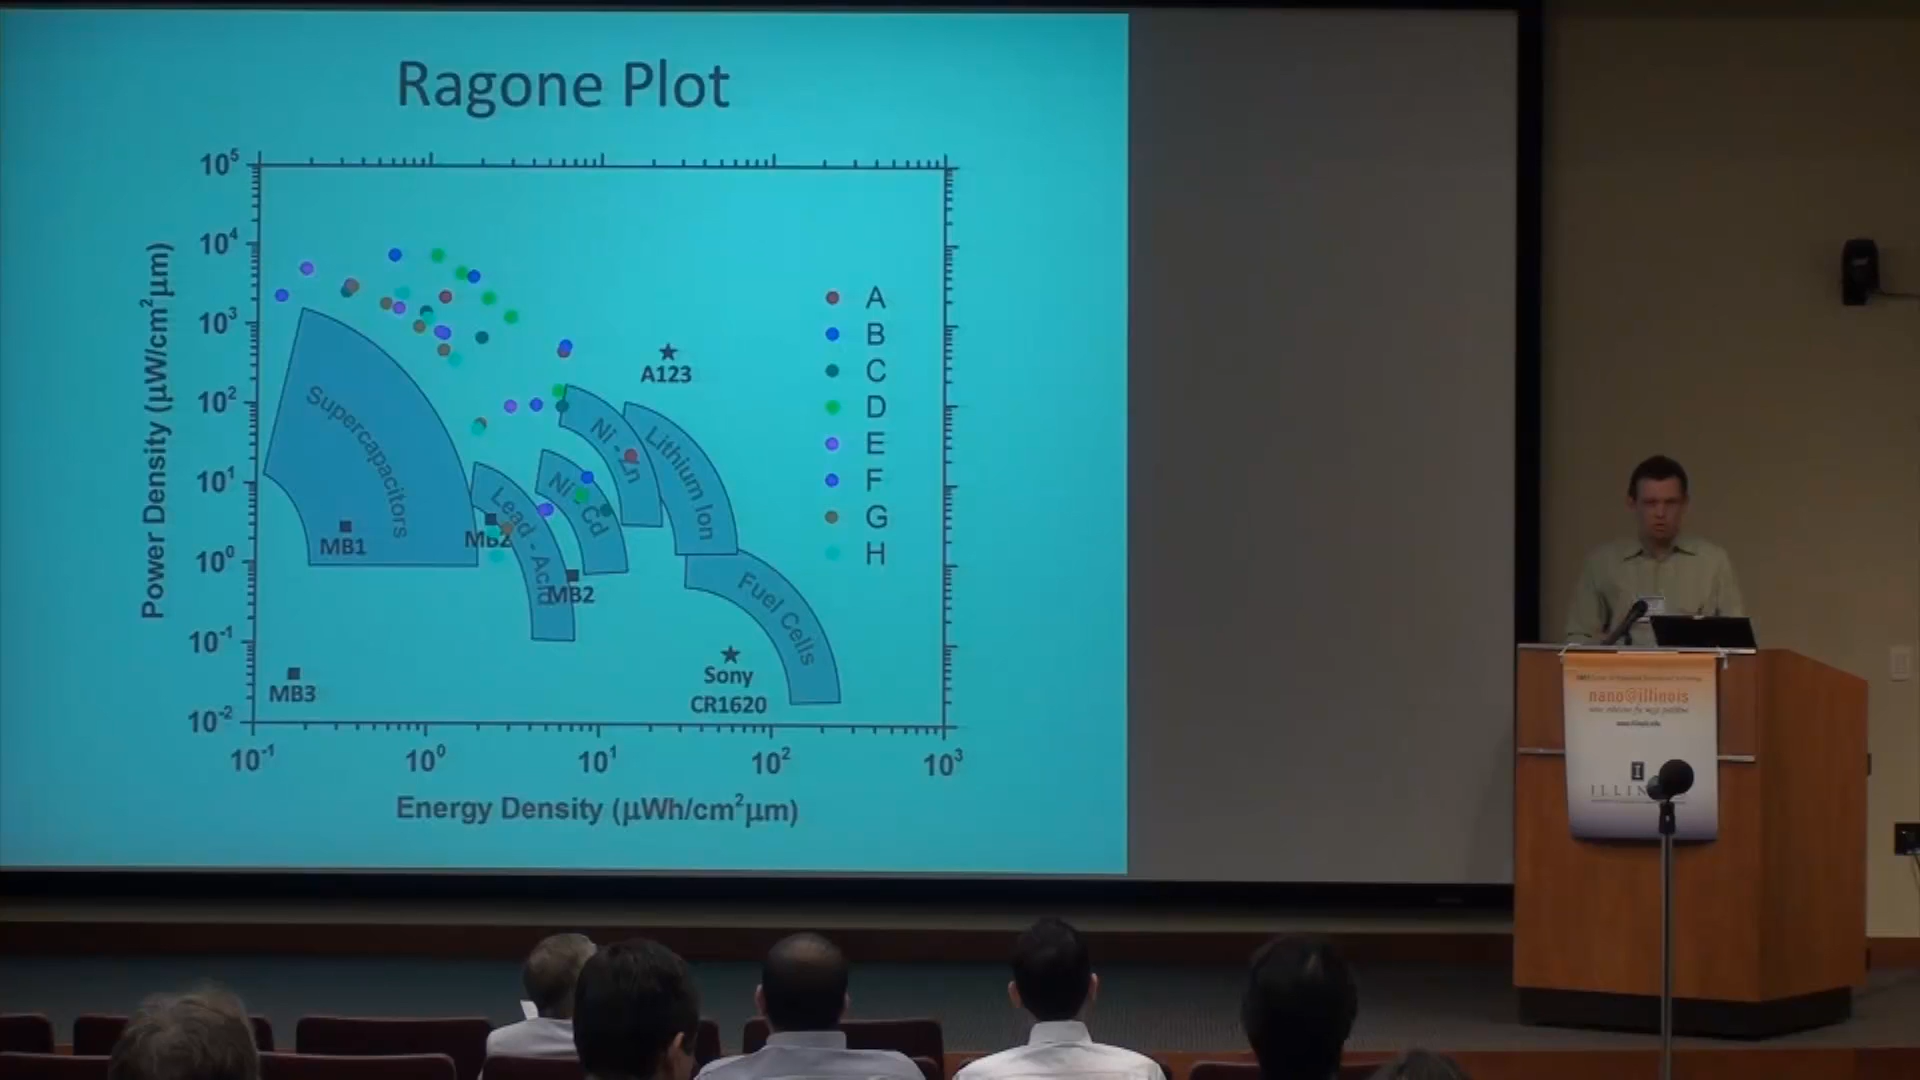 Ragone Plot
10⁵
10⁴
10³
10²
10¹
10⁰
10⁻¹
10⁻²
Power Density (µW/cm²µm)
10⁻¹
10⁰
10¹
10²
10³
Energy Density (µWh/cm²µm)
Supercapacitors
Lead - Acid
Ni - Cd
Ni - Zn
Lithium Ion
Fuel Cells
A123
MB1
MB2
MB2
MB3
Sony
CR1620
A
B
C
D
E
F
G
H
nano@illinois
ILLIN